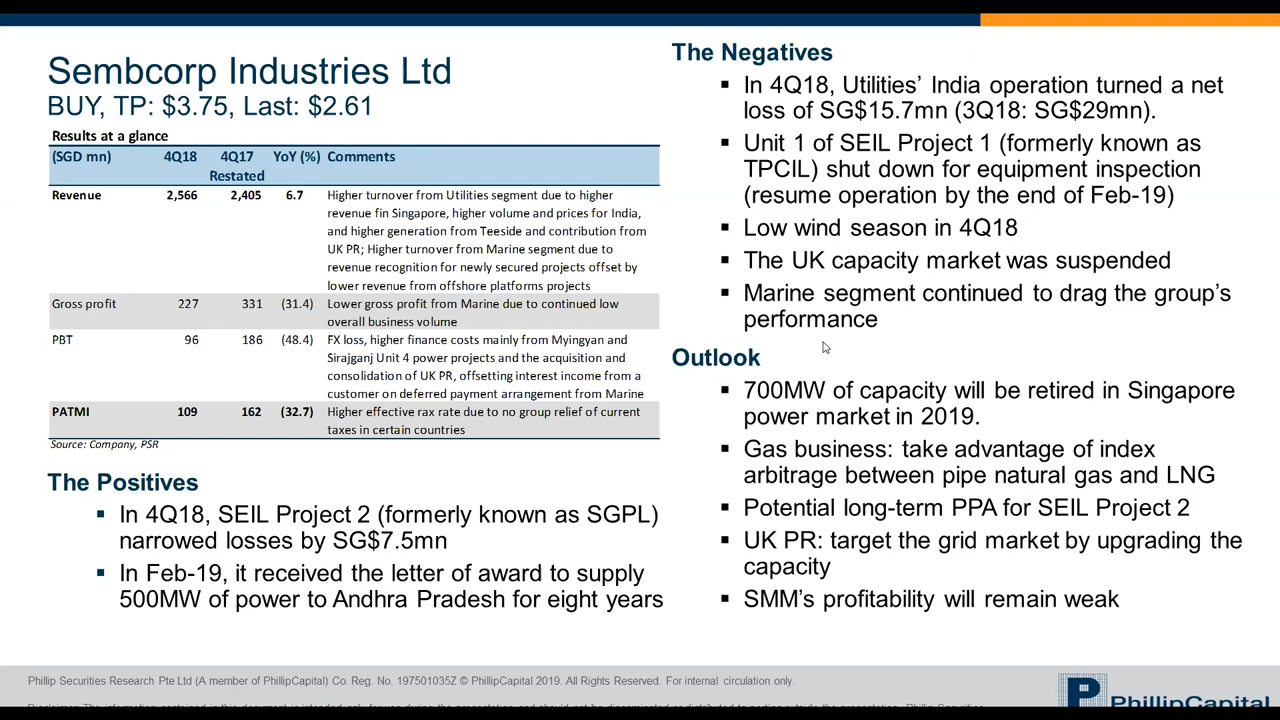 Sembcorp Industries Ltd
BUY, TP: $3.75, Last: $2.61
Results at a glance
(SGD mn) 4Q18 4Q17 YoY (%) Comments
Restated
Revenue 2,566 2,405 6.7 Higher turnover from Utilities segment due to higher
revenue fin Singapore, higher volume and prices for India,
and higher generation from Teeside and contribution from
UK PR; Higher turnover from Marine segment due to
revenue recognition for newly secured projects offset by
lower revenue from offshore platforms projects
Gross profit 227 331 (31.4) Lower gross profit from Marine due to continued low
overall business volume
PBT 96 186 (48.4) FX loss, higher finance costs mainly from Myingyan and
Sirajganj Unit 4 power projects and the acquisition and
consolidation of UK PR, offsetting interest income from a
customer on deferred payment arrangement from Marine
PATMI 109 162 (32.7) Higher effective rax rate due to no group relief of current
taxes in certain countries
Source: Company, PSR
The Positives
▪ In 4Q18, SEIL Project 2 (formerly known as SGPL)
narrowed losses by SG$7.5mn
▪ In Feb-19, it received the letter of award to supply
500MW of power to Andhra Pradesh for eight years
The Negatives
▪ In 4Q18, Utilities' India operation turned a net
loss of SG$15.7mn (3Q18: SG$29mn).
▪ Unit 1 of SEIL Project 1 (formerly known as
TPCIL) shut down for equipment inspection
(resume operation by the end of Feb-19)
▪ Low wind season in 4Q18
▪ The UK capacity market was suspended
▪ Marine segment continued to drag the group's
performance
Outlook
▪ 700MW of capacity will be retired in Singapore
power market in 2019.
▪ Gas business: take advantage of index
arbitrage between pipe natural gas and LNG
▪ Potential long-term PPA for SEIL Project 2
▪ UK PR: target the grid market by upgrading the
capacity
▪ SMM's profitability will remain weak
Phillip Securities Research Pte Ltd (A member of PhillipCapital) Co. Reg. No. 197501035Z © PhillipCapital 2019. All Rights Reserved. For internal circulation only.
PhillipCapital